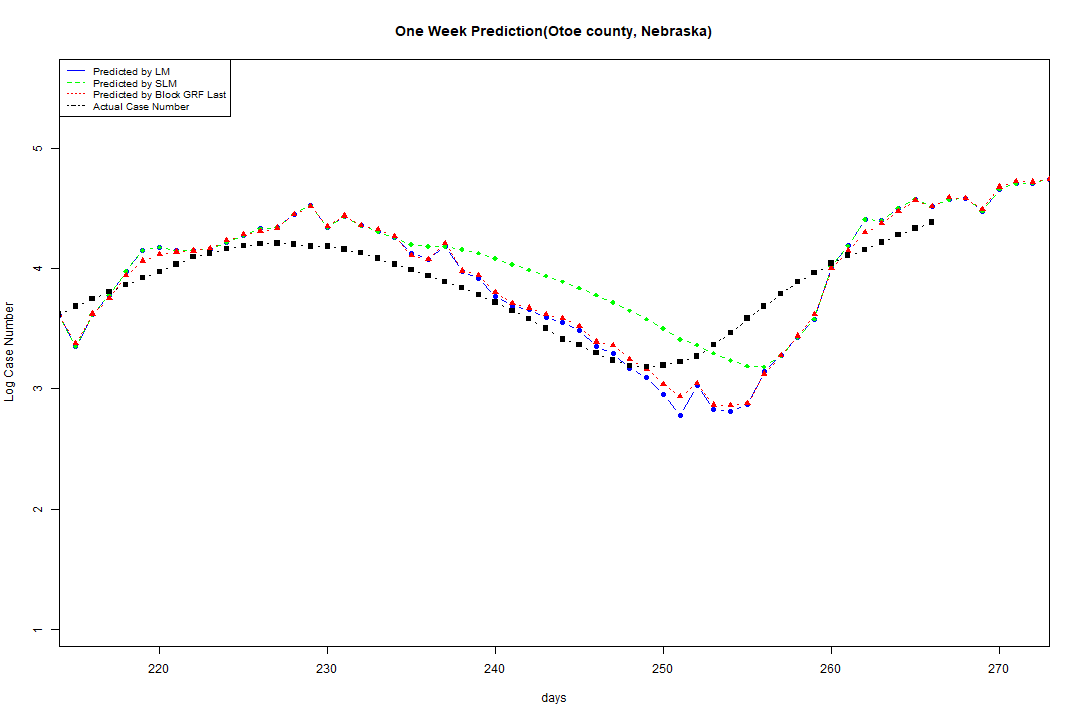 One Week Prediction(Otoe county, Nebraska)
Predicted by LM
Predicted by SLM
Predicted by Block GRF Last
Actual Case Number
5
4
3
2
1
Log Case Number
220 230 240 250 260 270
days